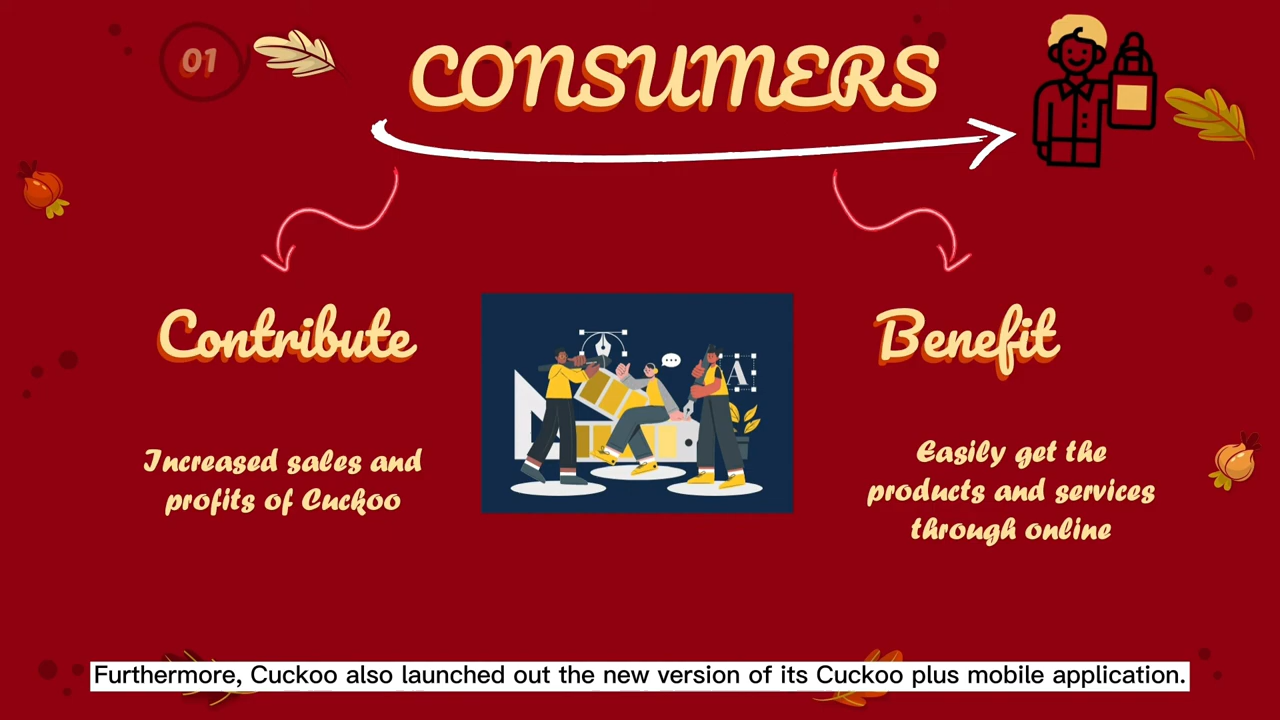 01
CONSUMERS
Contribute
Benefit
A
Increased sales and
profits of Cuckoo
Easily get the
products and services
through online
Furthermore, Cuckoo also launched out the new version of its Cuckoo plus mobile application.